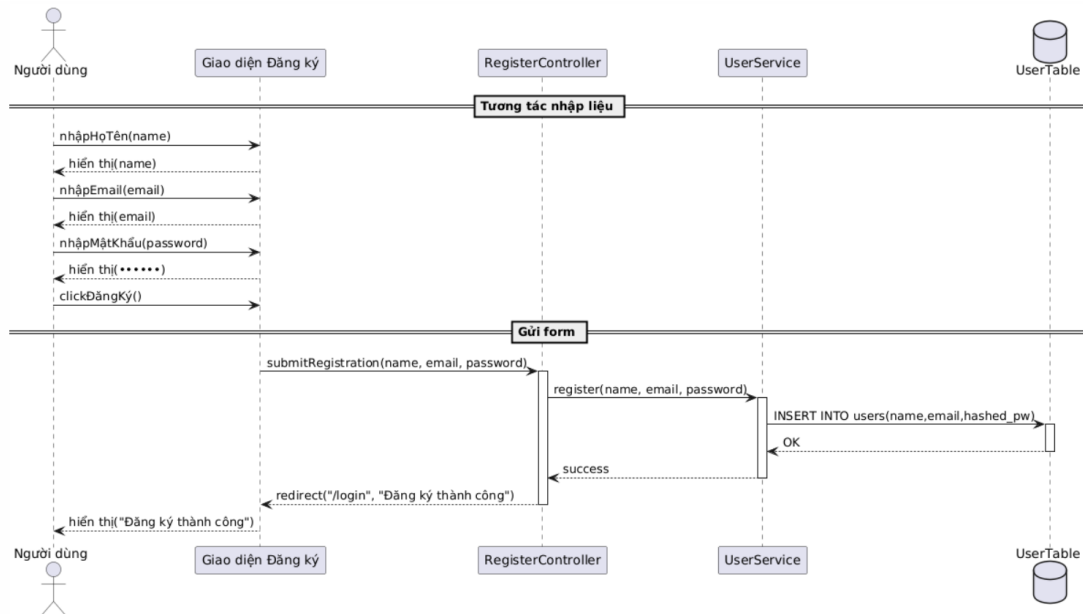 Người dùng
Giao diện Đăng ký
RegisterController
UserService
UserTable
Tương tác nhập liệu
nhậpHọTên(name)
hiển thị(name)
nhậpEmail(email)
hiển thị(email)
nhậpMậtKhẩu(password)
hiển thị(••••••)
clickĐăngKý()
Gửi form
submitRegistration(name, email, password)
register(name, email, password)
INSERT INTO users(name,email,hashed_pw)
OK
success
redirect("/login", "Đăng ký thành công")
hiển thị("Đăng ký thành công")
Người dùng
Giao diện Đăng ký
RegisterController
UserService
UserTable